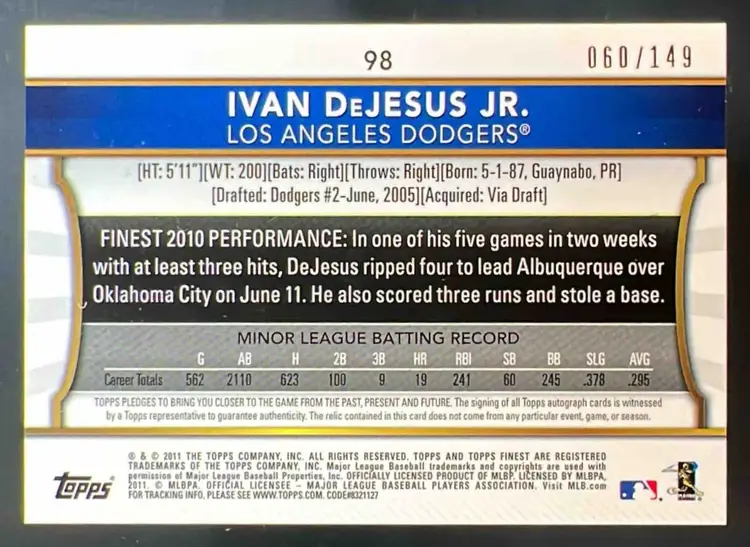 98
060/149
IVAN DeJESUS JR.
LOS ANGELES DODGERS®
[HT: 5'11"][WT: 200][Bats: Right][Throws: Right][Born: 5-1-87, Guaynabo, PR]
[Drafted: Dodgers #2-June, 2005][Acquired: Via Draft]
FINEST 2010 PERFORMANCE: In one of his five games in two weeks
with at least three hits, DeJesus ripped four to lead Albuquerque over
Oklahoma City on June 11. He also scored three runs and stole a base.
MINOR LEAGUE BATTING RECORD
G AB H 2B 3B HR RBI SB BB SLG AVG
Career Totals 562 2110 623 100 9 19 241 60 245 .378 .295
TOPPS PLEDGES TO BRING YOU CLOSER TO THE GAME FROM THE PAST, PRESENT AND FUTURE. The signing of all Topps autograph cards is witnessed
by a Topps representative to guarantee authenticity. The relic contained in this card does not come from any particular event, game, or season.
® & © 2011 THE TOPPS COMPANY, INC. ALL RIGHTS RESERVED. TOPPS AND TOPPS FINEST ARE REGISTERED
TRADEMARKS OF THE TOPPS COMPANY, INC. Major League Baseball trademarks and copyrights are used with
permission of Major League Baseball Properties, Inc. OFFICIALLY LICENSED PRODUCT OF MLBP. LICENSED BY MLBPA,
2011. © MLBPA. OFFICIAL LICENSEE – MAJOR LEAGUE BASEBALL PLAYERS ASSOCIATION. Visit MLB.com
FOR TRACKING INFO, PLEASE SEE WWW.TOPPS.COM. CODE#8321127
topps